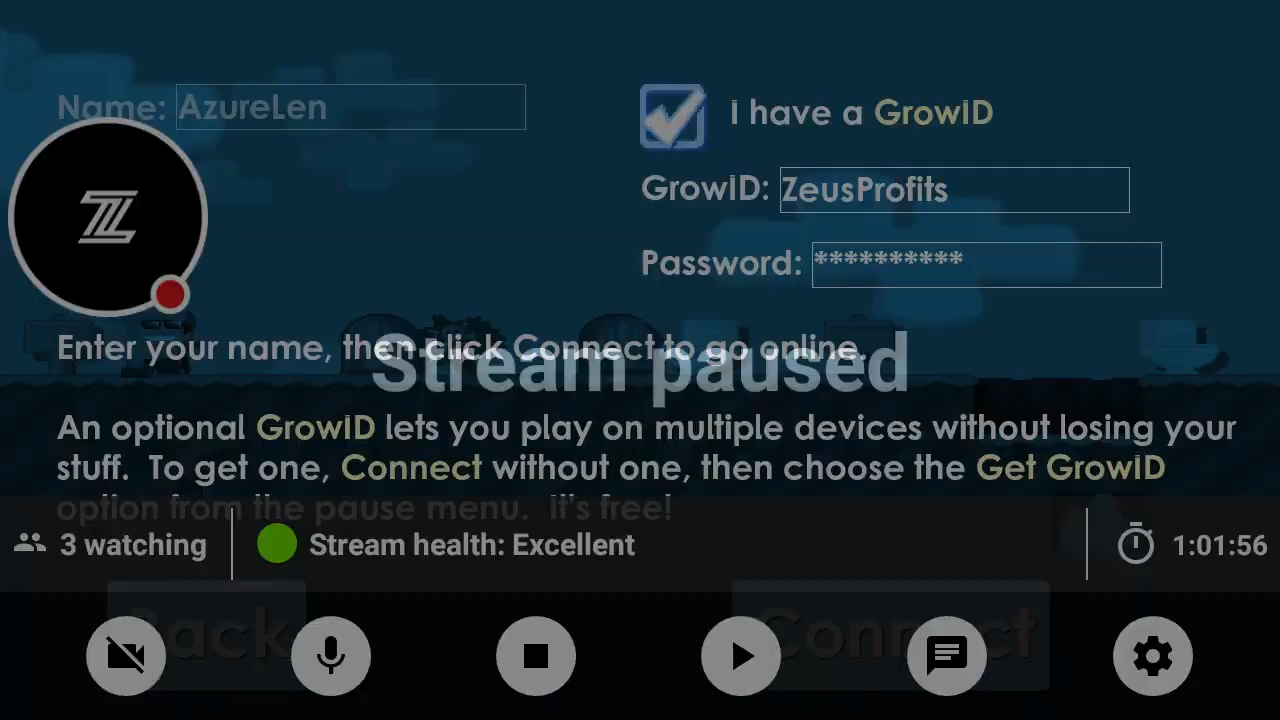 Name: AzureLen
I have a GrowID
GrowID: ZeusProfits
Password: **********
Enter your name, then click Connect to go online.
Stream paused
An optional GrowID lets you play on multiple devices without losing your
stuff. To get one, Connect without one, then choose the Get GrowID
option from the pause menu. It's free!
3 watching
Stream health: Excellent
1:01:56
Back
Connect